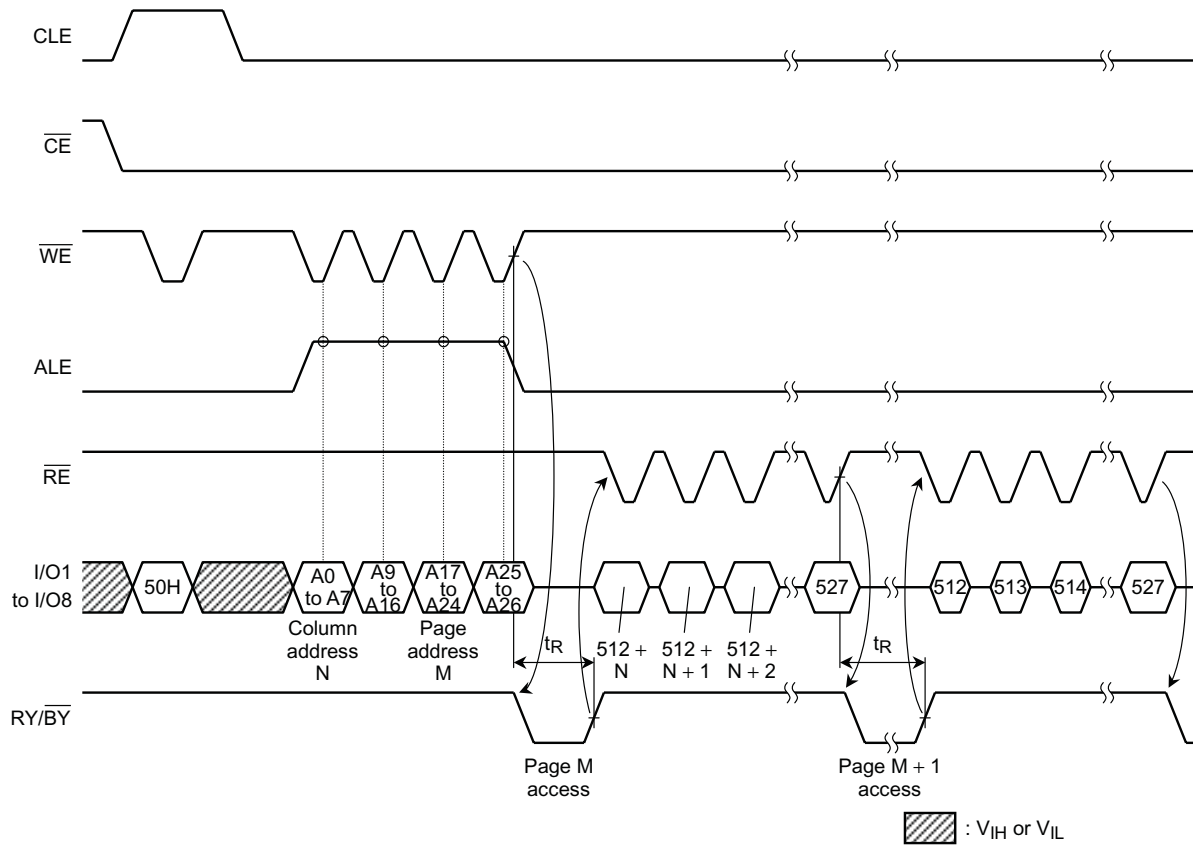 CLE
CE
WE
ALE
RE
I/O1
to I/O8
50H
A0
to A7
A9
to
A16
A17
to
A24
A25
to
A26
527
512
513
514
527
Column
address
N
Page
address
M
tR
512 +
N
512 +
N + 1
512 +
N + 2
tR
RY/BY
Page M
access
Page M + 1
access
: VIH or VIL